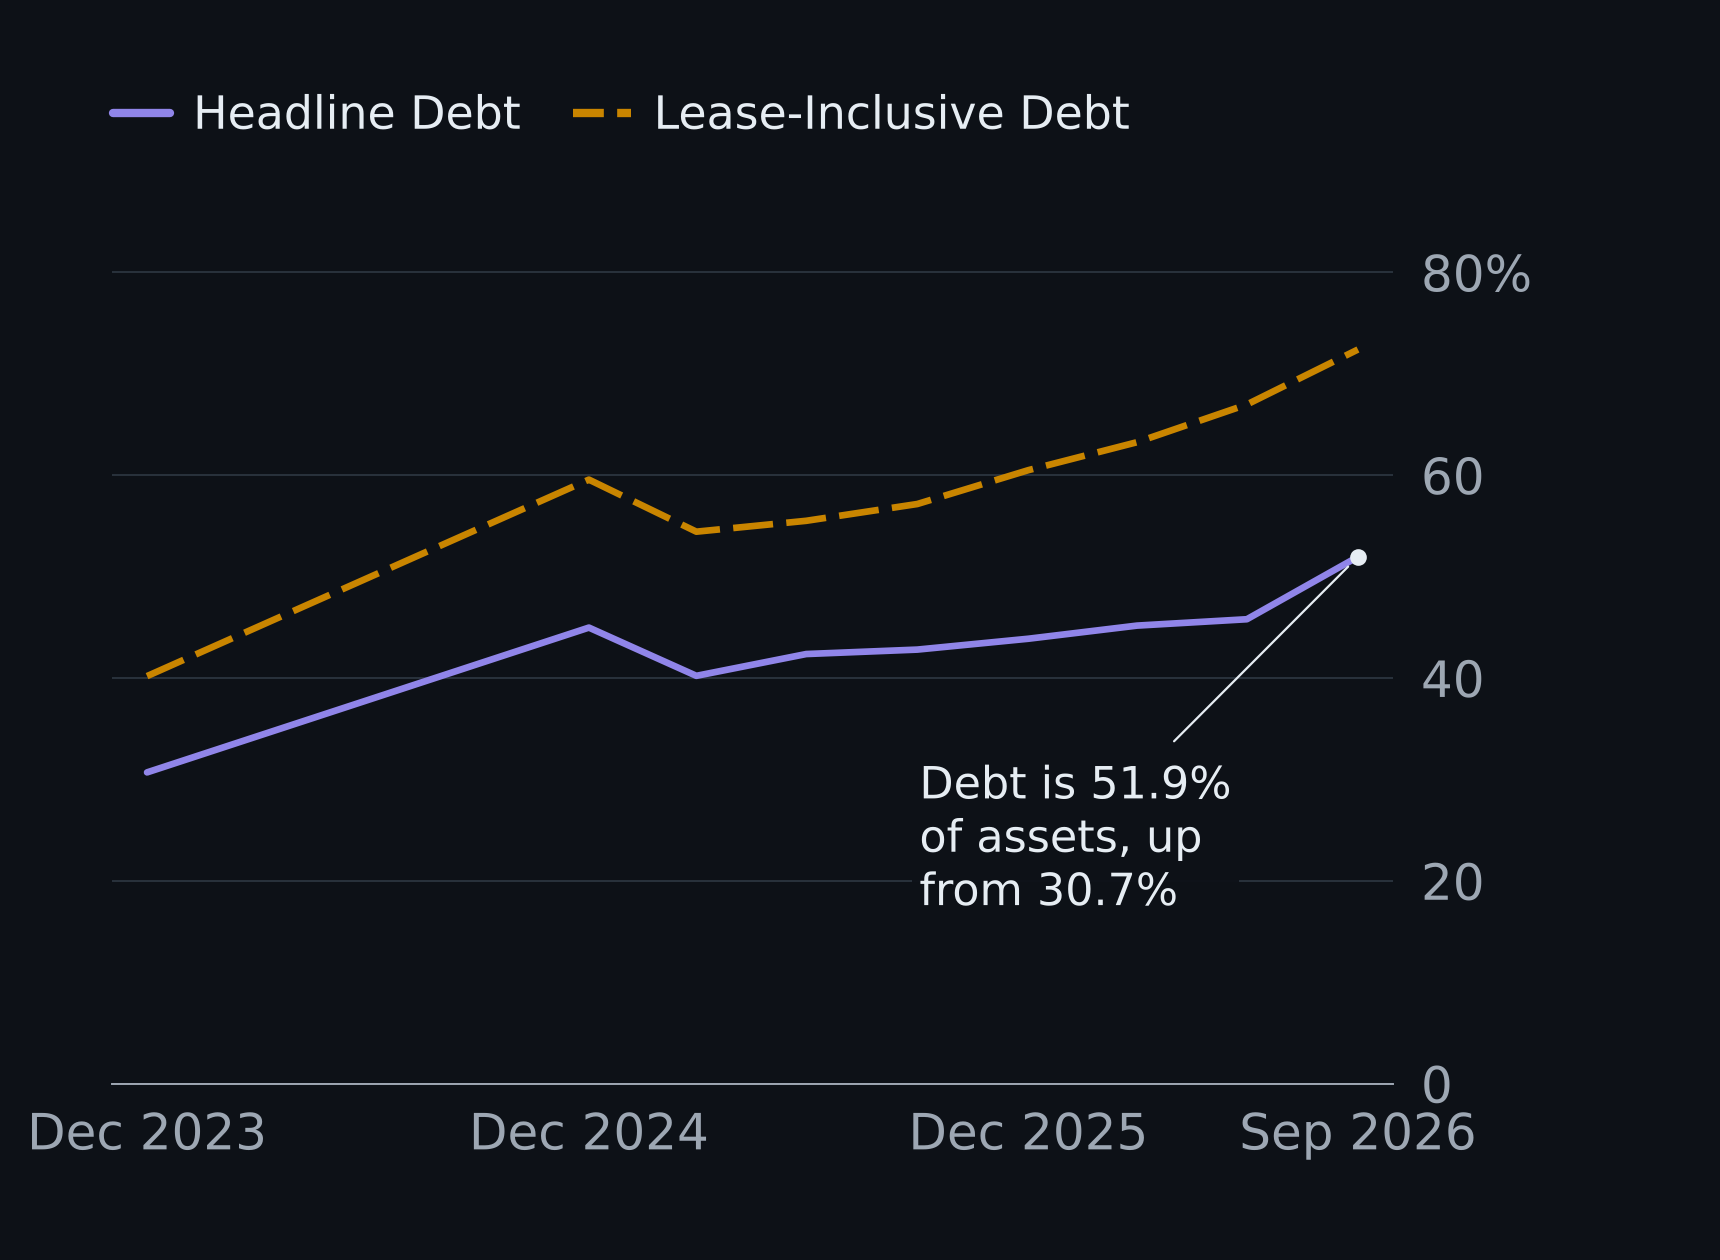 Headline Debt
Lease-Inclusive Debt
80%
60
40
Debt is 51.9%
of assets, up
from 30.7%
20
0
Dec 2023
Dec 2024
Dec 2025
Sep 2026